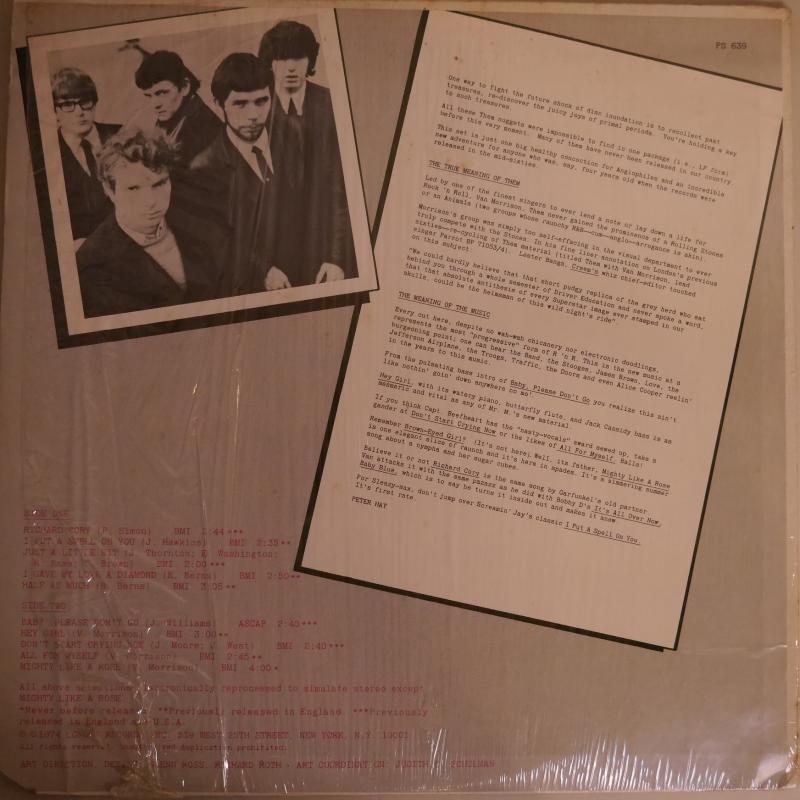 PS 639
One way to fight the future shock of disc inundation is to recollect past
treasures, re-discover the juicy joys of primal periods. You're holding a key
to such treasures.
All these Them nuggets were impossible to find in one package (i.e., LP form)
before this very moment. Many of them have never been released in our country.
This set is just one big healthy concoction for Anglophiles and an incredible
new adventure for anyone who was, say, four years old when the records were
released in the mid-sixties.
THE TRUE MEANING OF THEM
Led by one of the finest singers to ever lend a note or lay down a life for
Rock 'n Roll, Van Morrison, Them never gained the prominence of a Rolling Stones
or an Animals (two groups whose raunchy R&B--cum--anglo--arrogance is akin).
Morrison's group was simply too self-effacing in the visual department to ever
truly compete with the Stones. In his fine liner annotation on London's previous
sixties--re-cycling of Them material (titled Them with Van Morrison, lead
singer Parrot BP 71053/4). Lester Bangs, Creem's whiz chief-editor touched
on this subject:
"We could hardly believe that that short pudgy replica of the grey herd who sat
behind you through a whole semester of Driver Education and never spoke a word,
that that absolute antithesis of every Superstar image ever stamped in our
skulls, could be the helmsman of this wild night's ride".
THE MEANING OF THE MUSIC
Every cut here, despite no wah-wah chicanery nor electronic doodlings,
represents the most "progressive" form of R 'n R. This is the new music at a
burgeoning point; one can hear the Band, the Stooges, James Brown, Love, the
Jefferson Airplane, the Troggs, Traffic, the Doors and even Alice Cooper reelin'
in the years to this music.
From the pulsating bass intro of Baby, Please Don't Go you realize this ain't
like nothin' goin' down anywhere no mo'.
Hey Girl, with its watery piano, butterfly flute, and Jack Cassidy bass is as
mesmeric and vital as any of Mr. M.'s new material.
If you think Capt. Beefheart has the "nasty-vocals" award sewed up, take a
gander at Don't Start Crying Now or the likes of All For Myself. Balls!
Remember Brown-Eyed Girl? (It's not here) Well, its father, Mighty Like A Rose
is one elegant slice of raunch and it's here in spades. It's a simmering summer
song about a nymphs and her sugar cubes.
Believe it or not Richard Cory is the same song by Garfunkel's old partner.
Van attacks it with the same pazazz as he did with Bobby D's It's All Over Now,
Baby Blue, which is to say he turns it inside out and makes it anew.
For Sleazy-sax, don't jump over Screamin' Jay's classic I Put A Spell On You.
It's first rate.
PETER HAY
SIDE ONE
RICHARD CORY (P. Simon) BMI 2:44***
I PUT A SPELL ON YOU (J. Hawkins) BMI 2:35**
JUST A LITTLE BIT (J. Thornton; E. Washington;
Bass; Brown) BMI 2:00***
I GAVE MY LOVE A DIAMOND (B. Berns) BMI 2:50**
HALF AS MUCH (B. Berns) BMI 3:05**
SIDE TWO
BABY PLEASE DON'T GO (J. Williams) ASCAP 2:40***
HEY GIRL (V. Morrison) BMI 3:00**
DON'T START CRYING NOW (J. Moore; J. West) BMI 2:40***
ALL FOR MYSELF (V. Morrison) BMI 2:45**
MIGHTY LIKE A ROSE (V. Morrison) BMI 4:00*
All above selections electronically reprocessed to simulate stereo except
MIGHTY LIKE A ROSE
*Never before released. **Previously released in England. ***Previously
released in England and U.S.A.
© 1974 LONDON RECORDS, INC. 539 WEST 25TH STREET, NEW YORK, N.Y. 10001
All rights reserved. Unauthorized duplication prohibited.
ART DIRECTION, ROSS, RICHARD ROTH • ART COORDINATION: JUDITH